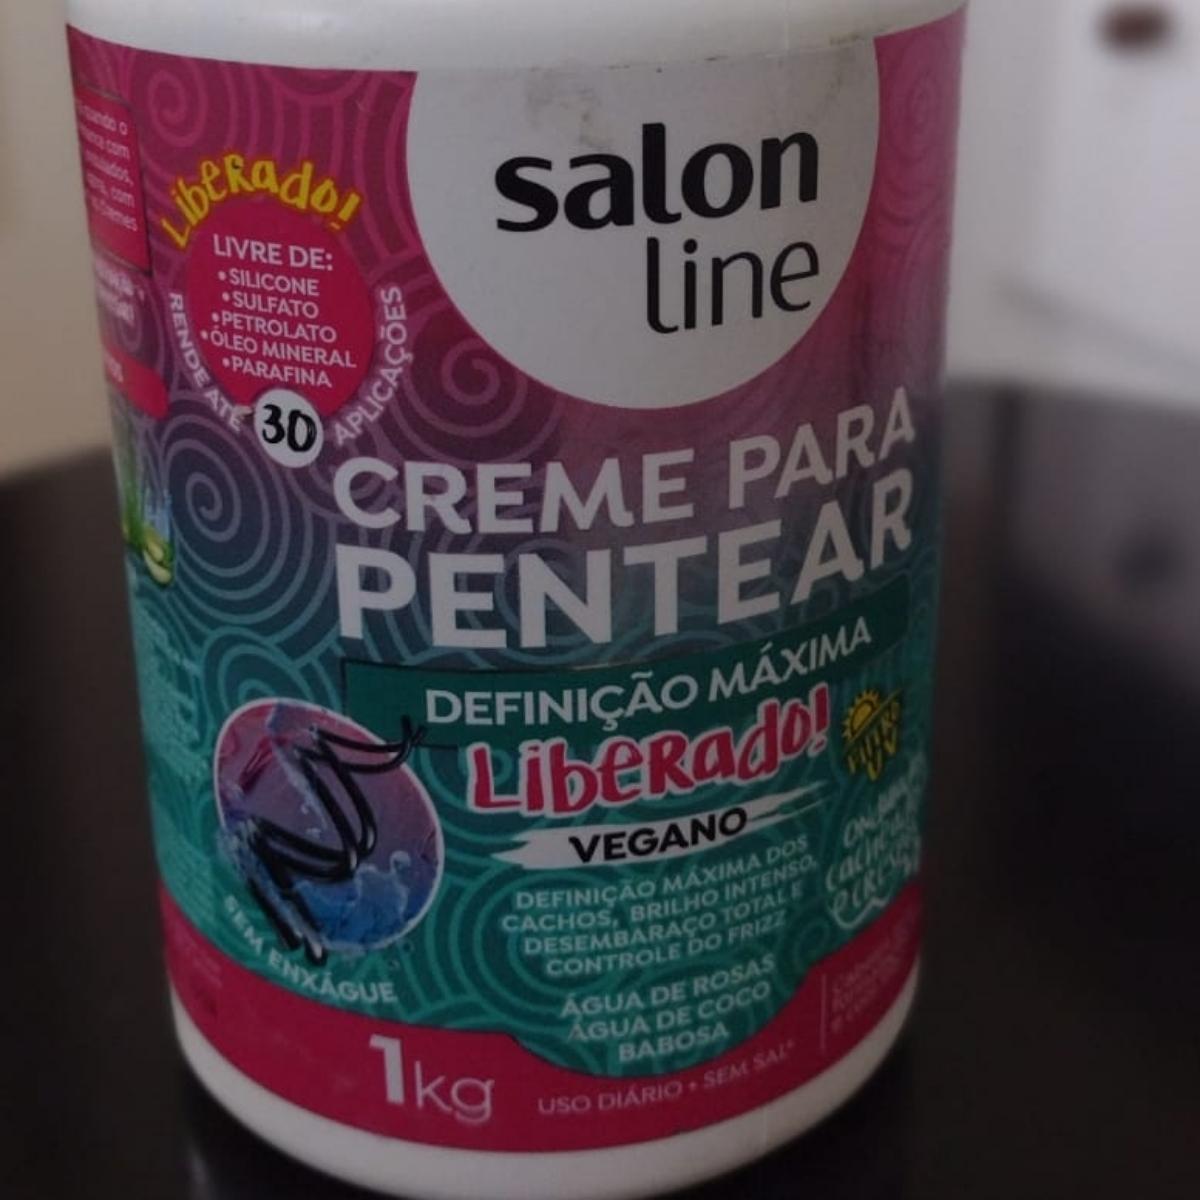 salon
line
Liberado!
LIVRE DE:
•SILICONE
•SULFATO
•PETROLATO
•ÓLEO MINERAL
•PARAFINA
RENDE ATÉ 30 APLICAÇÕES
CREME PARA
PENTEAR
DEFINIÇÃO MÁXIMA
Liberado!
VEGANO
DEFINIÇÃO MÁXIMA DOS
CACHOS, BRILHO INTENSO,
DESEMBARAÇO TOTAL E
CONTROLE DO FRIZZ
ÁGUA DE ROSAS
ÁGUA DE COCO
BABOSA
SEM ENXÁGUE
1kg
USO DIÁRIO • SEM SAL*